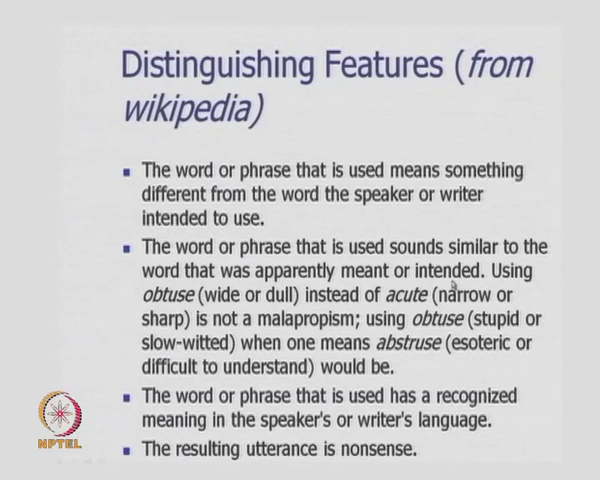 Distinguishing Features (from
wikipedia)
The word or phrase that is used means something
different from the word the speaker or writer
intended to use.
The word or phrase that is used sounds similar to the
word that was apparently meant or intended. Using
obtuse (wide or dull) instead of acute (narrow or
sharp) is not a malapropism; using obtuse (stupid or
slow-witted) when one means abstruse (esoteric or
difficult to understand) would be.
The word or phrase that is used has a recognized
meaning in the speaker's or writer's language.
The resulting utterance is nonsense.
NPTEL